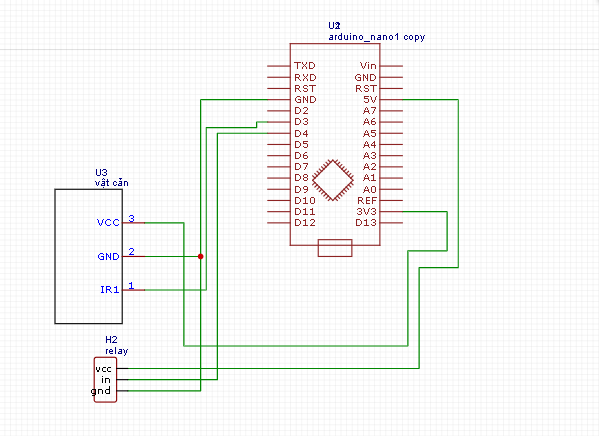 U2
arduino_nano1 copy
TXD Vin
RXD GND
RST RST
GND 5V
D2 A7
D3 A6
D4 A5
D5 A4
D6 A3
D7 A2
D8 A1
D9 A0
D10 REF
D11 3V3
D12 D13
U3
vật cản
VCC 3
GND 2
IR1 1
H2
relay
vcc
in
gnd